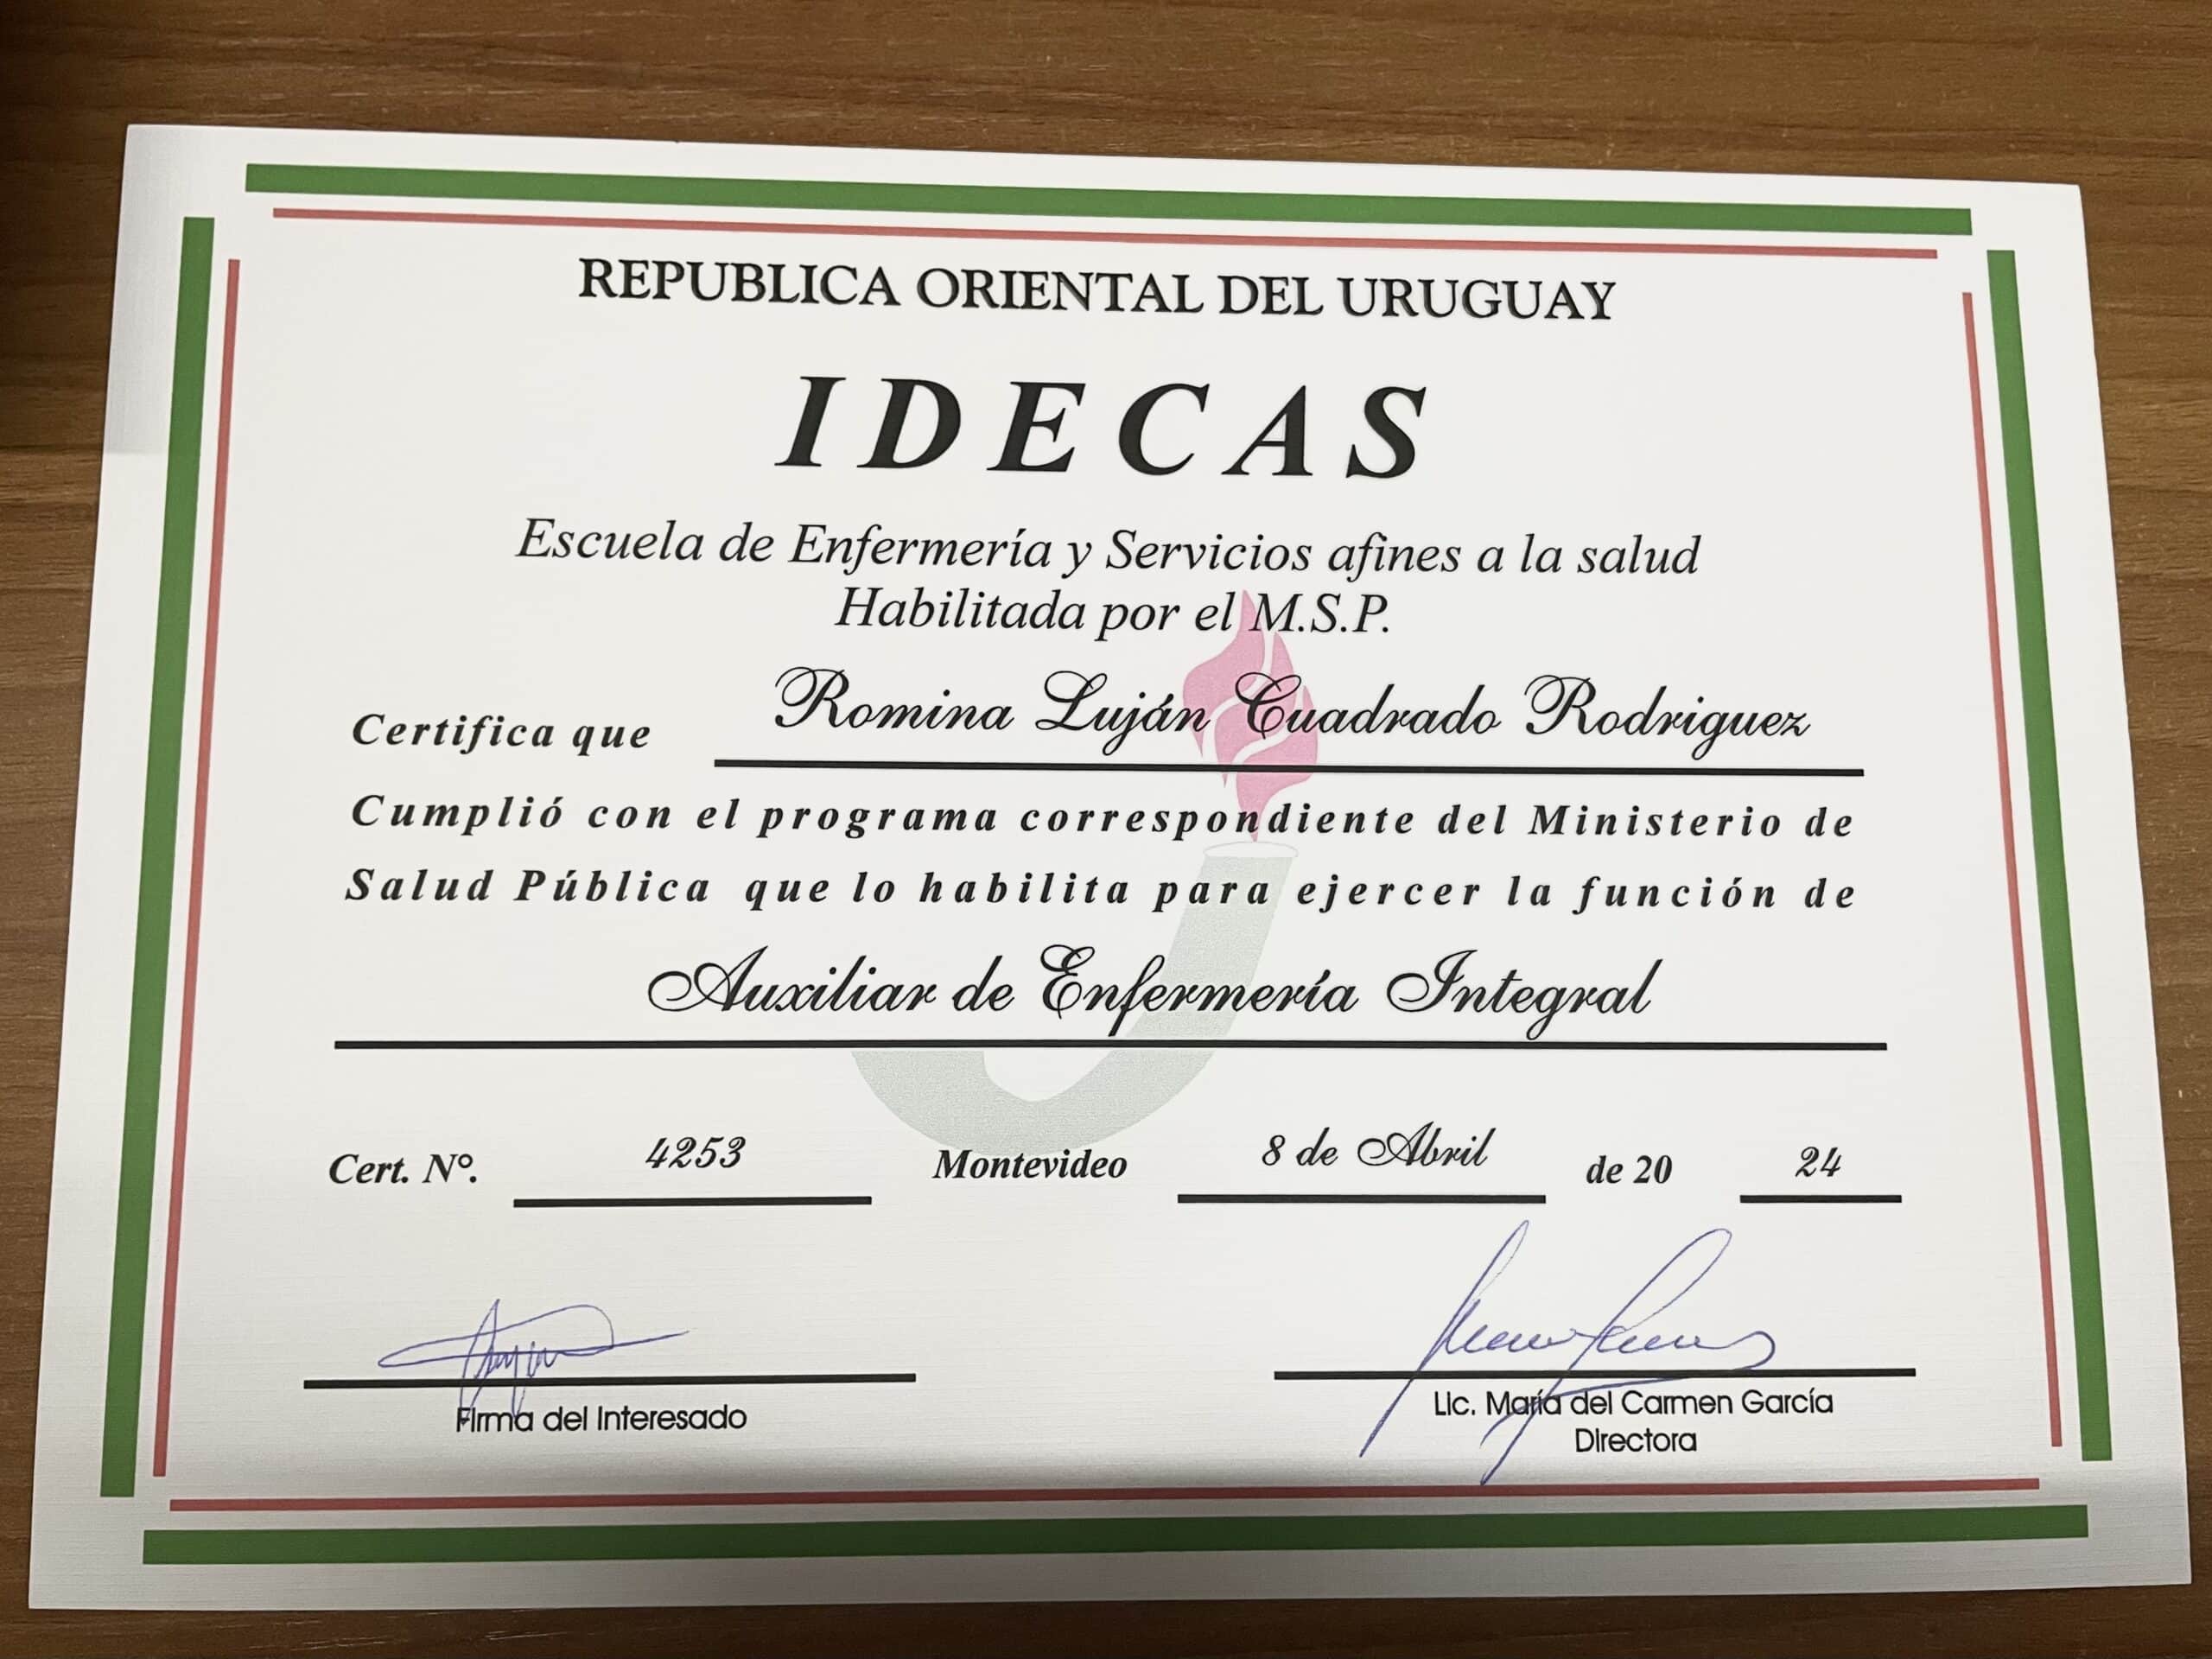 REPUBLICA ORIENTAL DEL URUGUAY
IDECAS
Escuela de Enfermería y Servicios afines a la salud
Habilitada por el M.S.P.
Certifica que Romina Luján Cuadrado Rodriguez
Cumplió con el programa correspondiente del Ministerio de
Salud Pública que lo habilita para ejercer la función de
Auxiliar de Enfermería Integral
Cert. Nº. 4253 Montevideo 8 de Abril de 20 24
Firma del Interesado
Lic. María del Carmen García
Directora